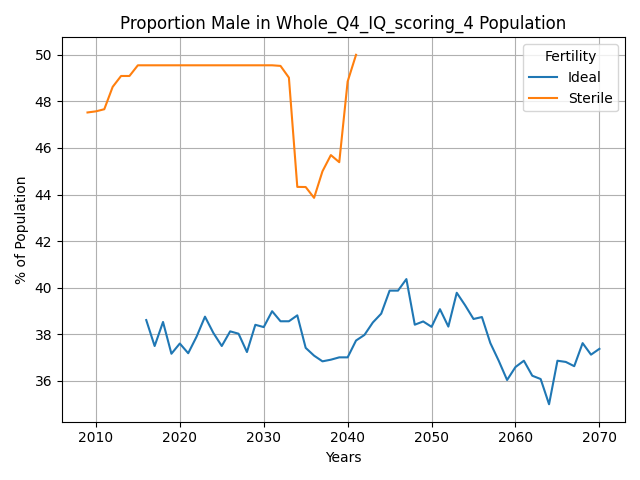 Proportion Male in Whole_Q4_IQ_scoring_4 Population
Fertility
Ideal
Sterile
% of Population
50
48
46
44
42
40
38
36
2010
2020
2030
2040
2050
2060
2070
Years